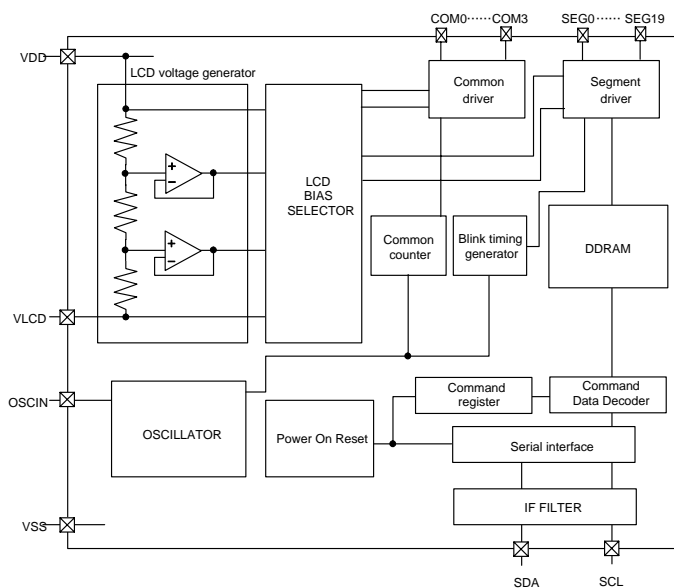 COM0······COM3
SEG0······ SEG19
VDD
LCD voltage generator
Common
driver
Segment
driver
+
−
LCD
BIAS
SELECTOR
+
−
Common
counter
Blink timing
generator
DDRAM
VLCD
OSCIN
OSCILLATOR
Power On Reset
Command
register
Command
Data Decoder
Serial interface
IF FILTER
VSS
SDA
SCL